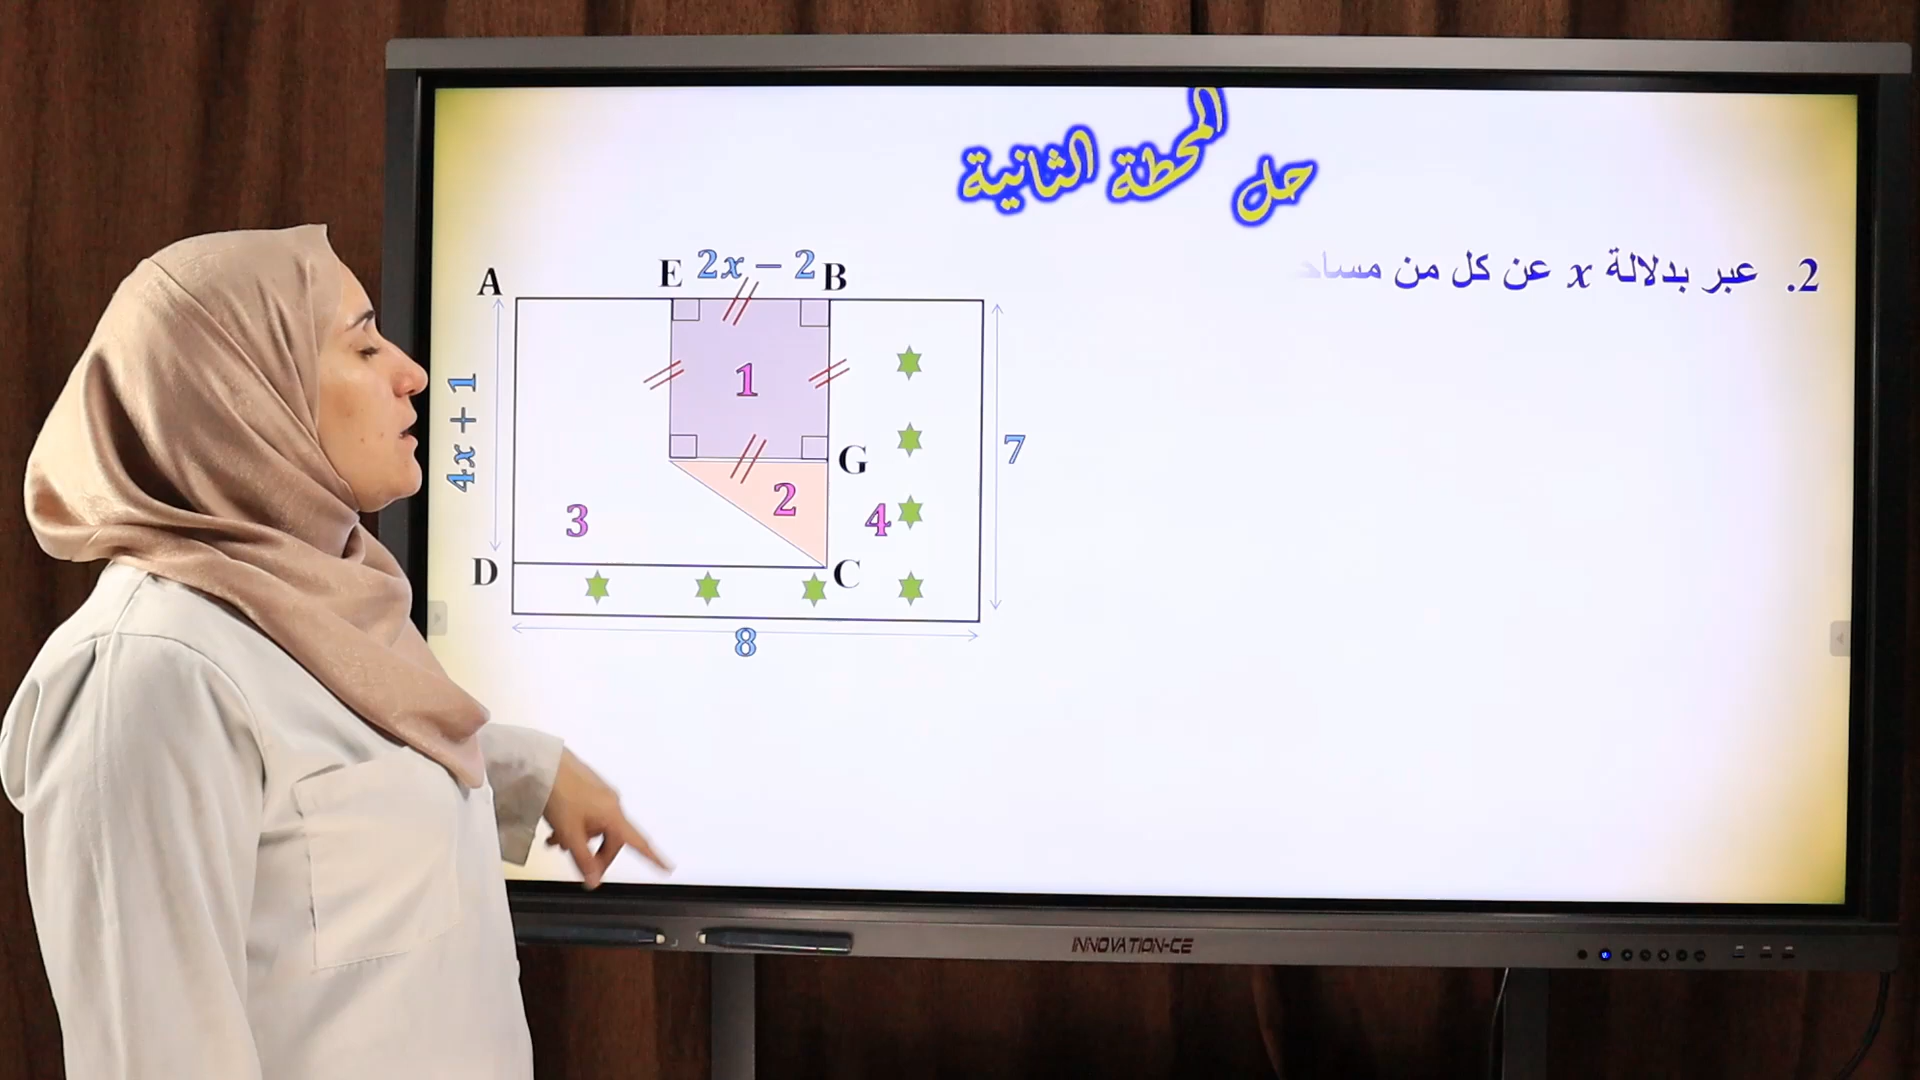 حل المحطة الثانية
2. عبر بدلالة x عن كل من
A
E
2x − 2
B
4x + 1
1
G
7
2
3
4
D
C
8
INNOVATION-CE